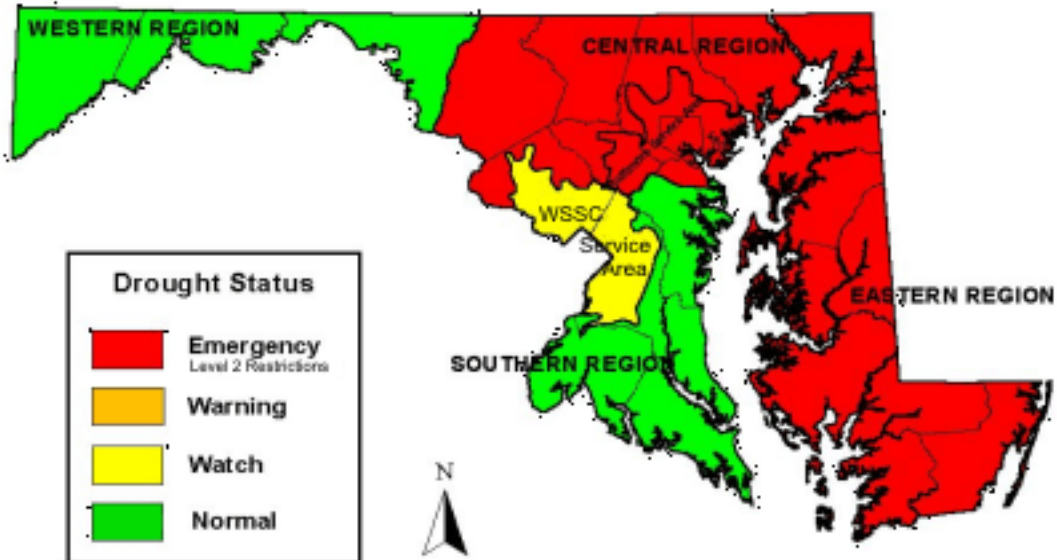 WESTERN REGION
CENTRAL REGION
WSSC
Service
Area
EASTERN REGION
SOUTHERN REGION
Drought Status
Emergency
Level 2 Restrictions
Warning
Watch
Normal
N